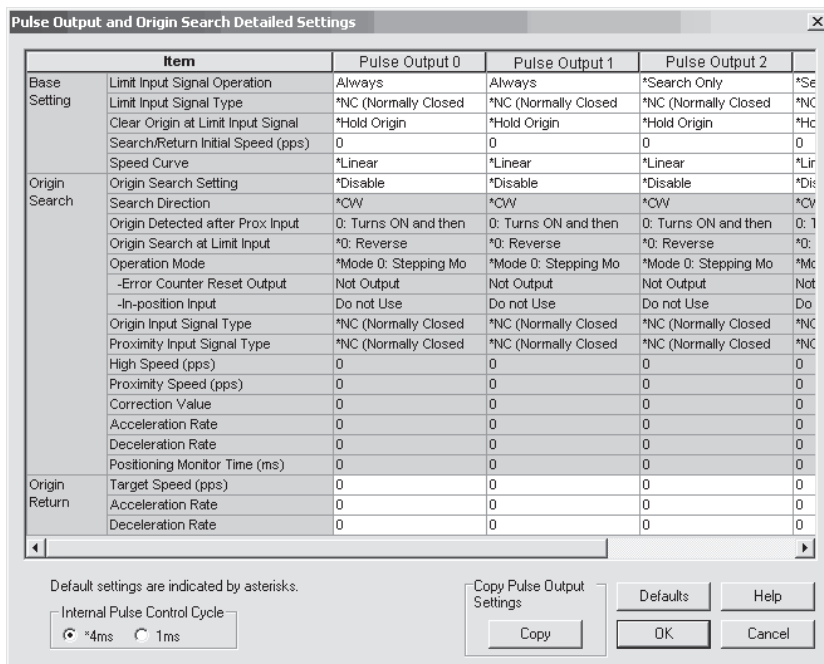 Pulse Output and Origin Search Detailed Settings
Item Pulse Output 0 Pulse Output 1 Pulse Output 2
Base Setting Limit Input Signal Operation Always Always *Search Only *Se
Limit Input Signal Type *NC (Normally Closed *NC (Normally Closed *NC (Normally Closed *NC
Clear Origin at Limit Input Signal *Hold Origin *Hold Origin *Hold Origin *Ho
Search/Return Initial Speed (pps) 0 0 0 0
Speed Curve *Linear *Linear *Linear *Lin
Origin Search Origin Search Setting *Disable *Disable *Disable *Dis
Search Direction *CW *CW *CW *CW
Origin Detected after Prox Input 0: Turns ON and then 0: Turns ON and then 0: Turns ON and then 0: T
Origin Search at Limit Input *0: Reverse *0: Reverse *0: Reverse *0:
Operation Mode *Mode 0: Stepping Mo *Mode 0: Stepping Mo *Mode 0: Stepping Mo *Mo
-Error Counter Reset Output Not Output Not Output Not Output Not
-In-position Input Do not Use Do not Use Do not Use Do
Origin Input Signal Type *NC (Normally Closed *NC (Normally Closed *NC (Normally Closed *NC
Proximity Input Signal Type *NC (Normally Closed *NC (Normally Closed *NC (Normally Closed *NC
High Speed (pps) 0 0 0 0
Proximity Speed (pps) 0 0 0 0
Correction Value 0 0 0 0
Acceleration Rate 0 0 0 0
Deceleration Rate 0 0 0 0
Positioning Monitor Time (ms) 0 0 0 0
Origin Return Target Speed (pps) 0 0 0 0
Acceleration Rate 0 0 0 0
Deceleration Rate 0 0 0 0
Default settings are indicated by asterisks.
Internal Pulse Control Cycle
*4ms 1ms
Copy Pulse Output Settings
Copy
Defaults Help
OK Cancel